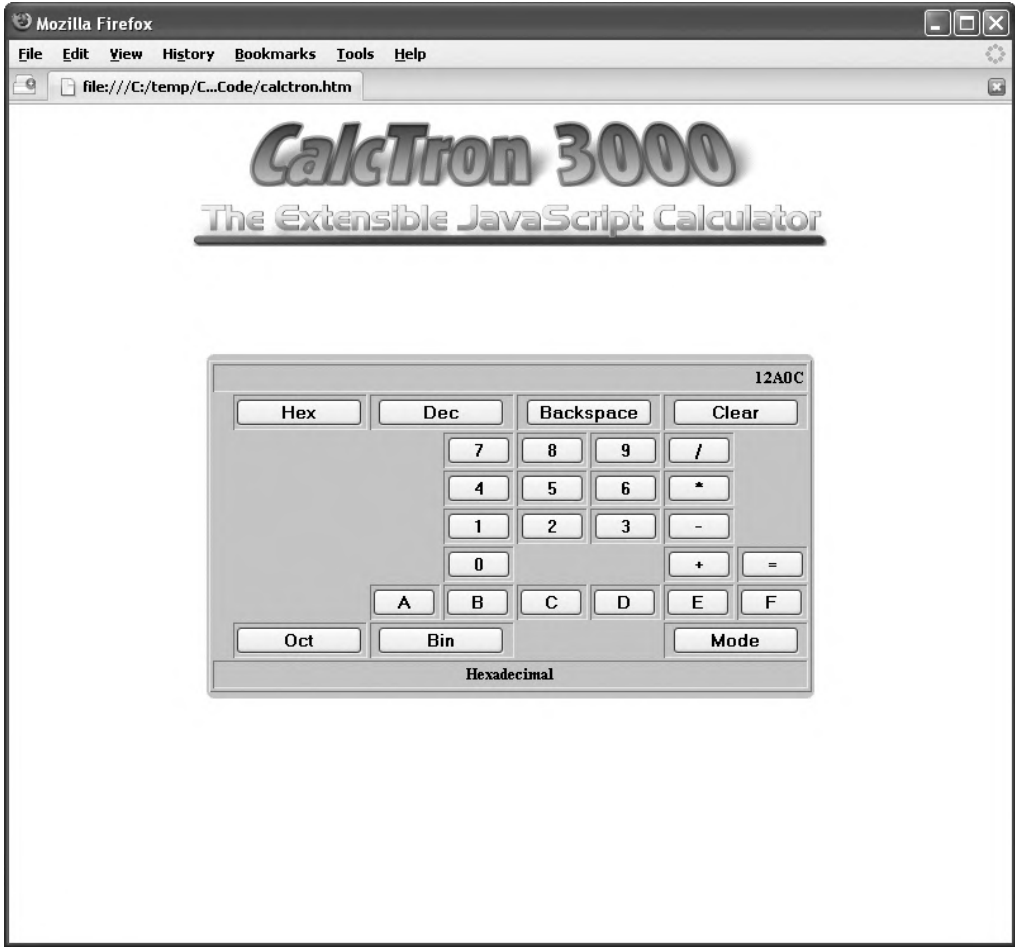 Mozilla Firefox
File Edit View History Bookmarks Tools Help
file:///C:/temp/C...Code/calctron.htm
CalcTron 3000
The Extensible JavaScript Calculator
12A0C
Hex Dec Backspace Clear
7 8 9 /
4 5 6 *
1 2 3 -
0 + =
A B C D E F
Oct Bin Mode
Hexadecimal